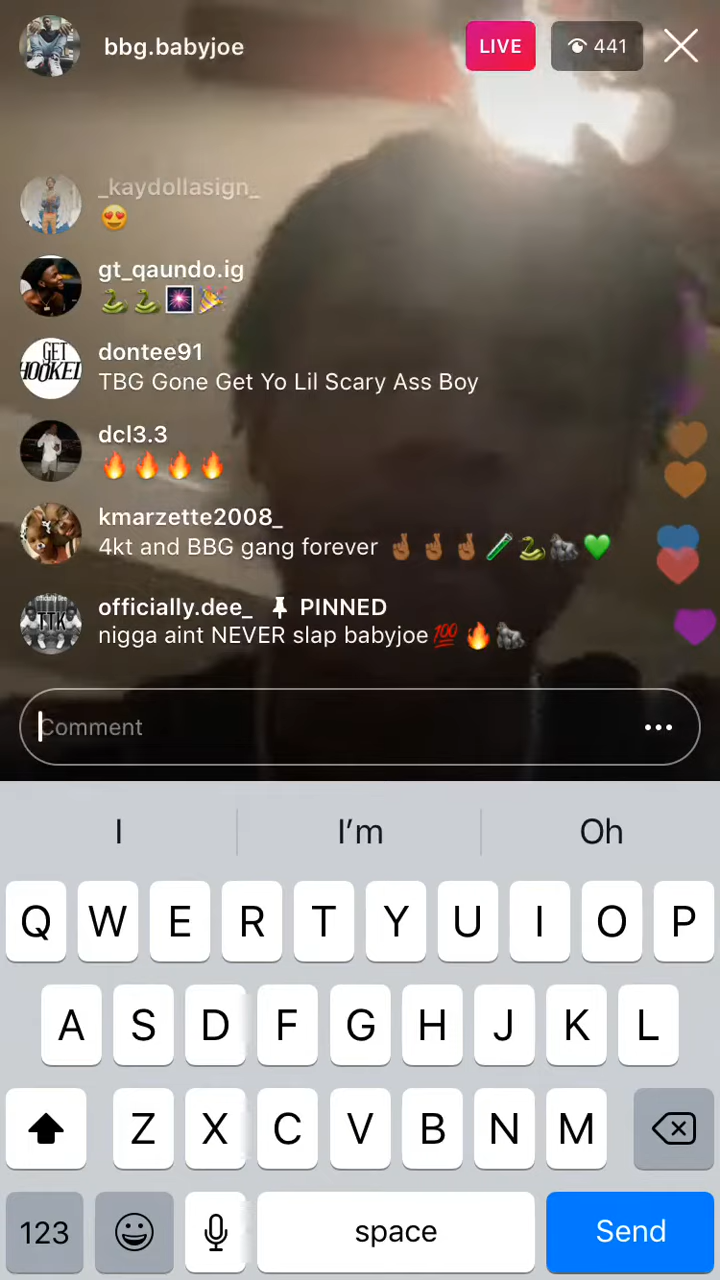 bbg.babyjoe
LIVE
441
_kaydollasign_
😍
gt_qaundo.ig
🐍🐍🎆🎉
dontee91
TBG Gone Get Yo Lil Scary Ass Boy
dcl3.3
🔥🔥🔥🔥
kmarzette2008_
4kt and BBG gang forever 🤞🏾🤞🏾🤞🏾🧪🐍🦍💚
officially.dee_ PINNED
nigga aint NEVER slap babyjoe💯🔥🦍
GET
HOOKED
TTK
Comment
I I’m Oh
Q W E R T Y U I O P
A S D F G H J K L
Z X C V B N M
123 space Send